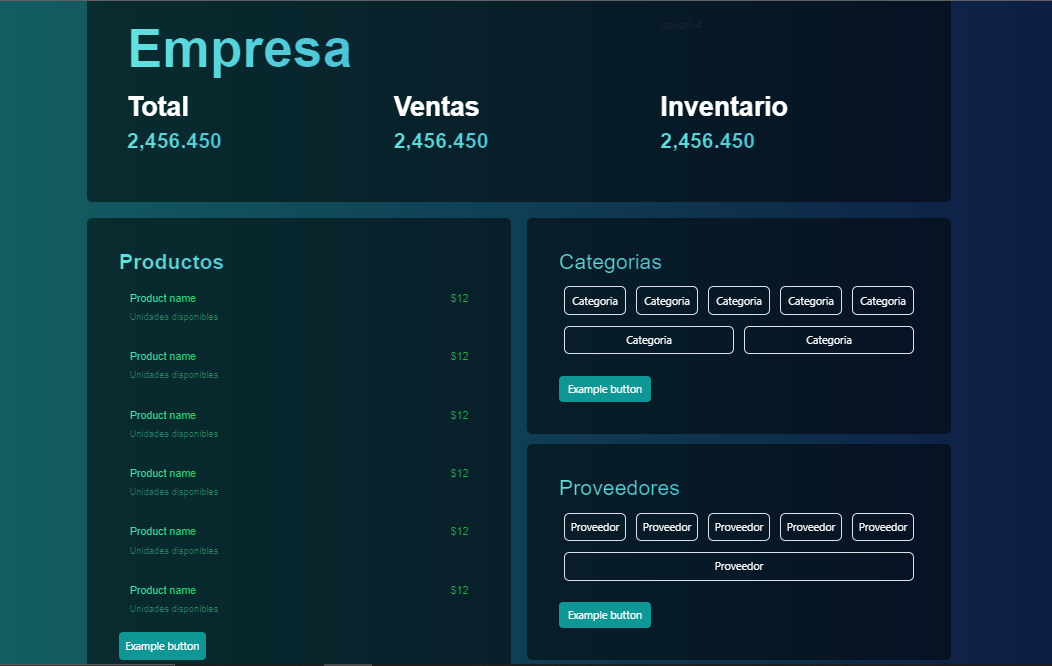 col-sm-4
Empresa
Total Ventas Inventario
2,456.450 2,456.450 2,456.450
Productos
Product name $12
Unidades disponibles
Product name $12
Unidades disponibles
Product name $12
Unidades disponibles
Product name $12
Unidades disponibles
Product name $12
Unidades disponibles
Product name $12
Unidades disponibles
Example button
Categorias
Categoria Categoria Categoria Categoria Categoria
Categoria Categoria
Example button
Proveedores
Proveedor Proveedor Proveedor Proveedor Proveedor
Proveedor
Example button